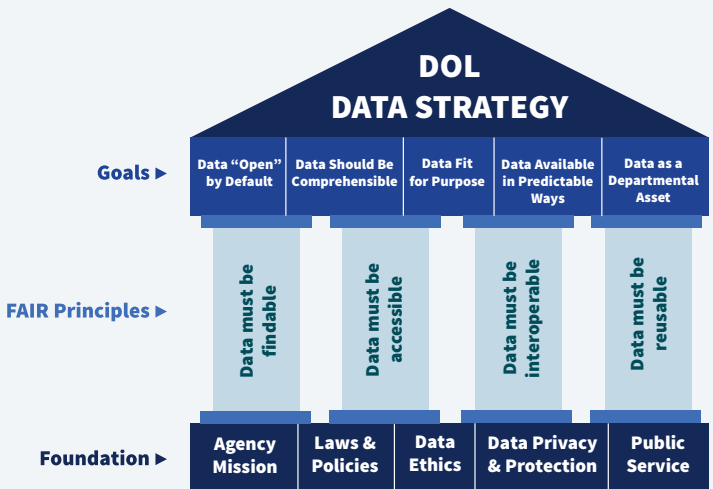 DOL
DATA STRATEGY
Goals ►
Data “Open”
by Default
Data Should Be
Comprehensible
Data Fit
for Purpose
Data Available
in Predictable
Ways
Data as a
Departmental
Asset
FAIR Principles ►
Data must be
findable
Data must be
accessible
Data must be
interoperable
Data must be
reusable
Foundation ►
Agency
Mission
Laws &
Policies
Data
Ethics
Data Privacy
& Protection
Public
Service